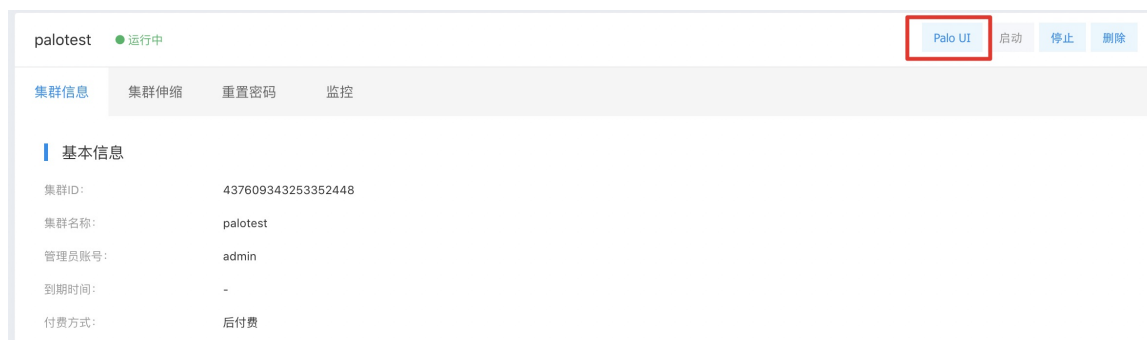 palotest 运行中 Palo UI 启动 停止 删除
集群信息 集群伸缩 重置密码 监控
基本信息
集群ID: 437609343253352448
集群名称: palotest
管理员账号: admin
到期时间: -
付费方式: 后付费